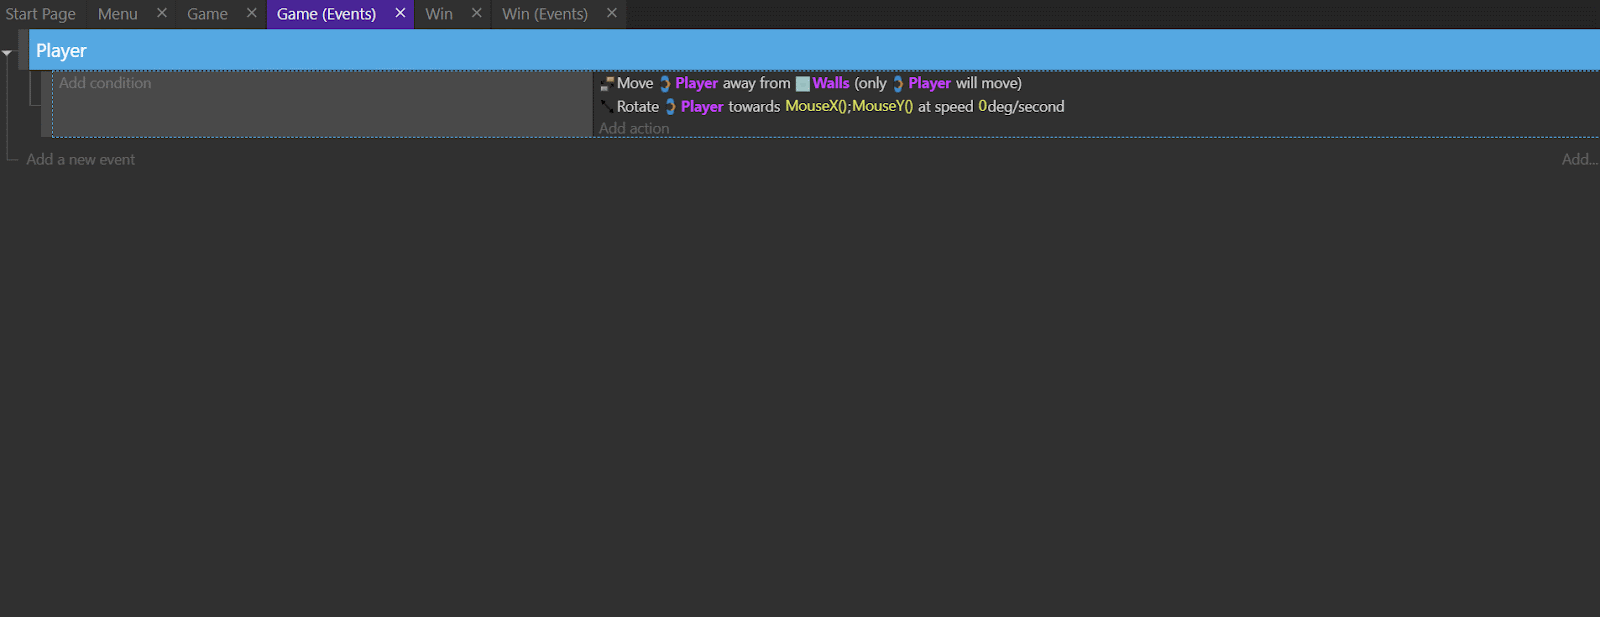 Start Page Menu × Game × Game (Events) × Win × Win (Events) ×
Player
Add condition
Move Player away from Walls (only Player will move)
Rotate Player towards MouseX();MouseY() at speed 0deg/second
Add action
Add a new event Add...